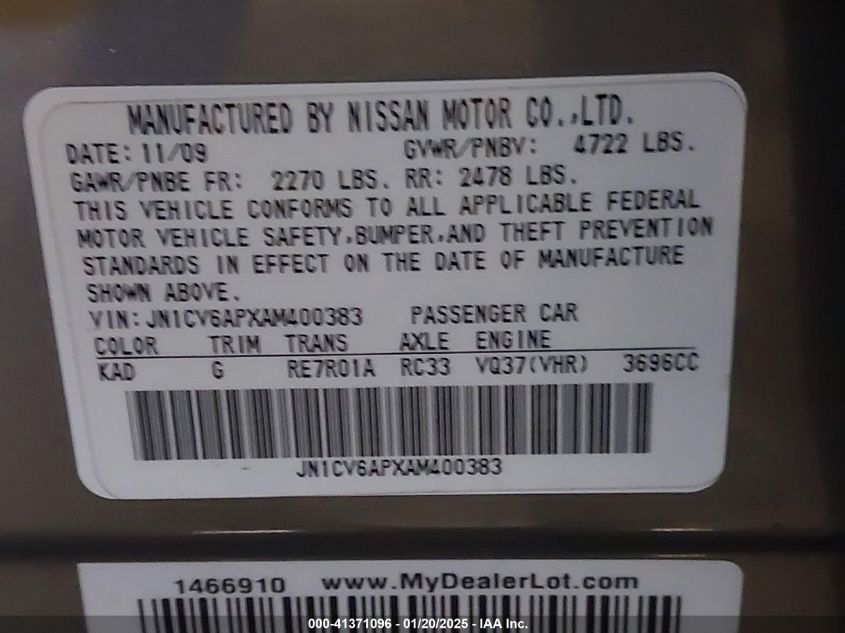 MANUFACTURED BY NISSAN MOTOR CO.,LTD.
DATE: 11/09 GVWR/PNBV: 4722 LBS.
GAWR/PNBE FR: 2270 LBS. RR: 2478 LBS.
THIS VEHICLE CONFORMS TO ALL APPLICABLE FEDERAL
MOTOR VEHICLE SAFETY,BUMPER,AND THEFT PREVENTION
STANDARDS IN EFFECT ON THE DATE OF MANUFACTURE
SHOWN ABOVE.
VIN:JN1CV6APXAM400383 PASSENGER CAR
COLOR TRIM TRANS AXLE ENGINE
KAD G RE7R01A RC33 VQ37(VHR) 3696CC
JN1CV6APXAM400383
1466910 www.MyDealerLot.com
000-41371096 - 01/20/2025 - IAA Inc.